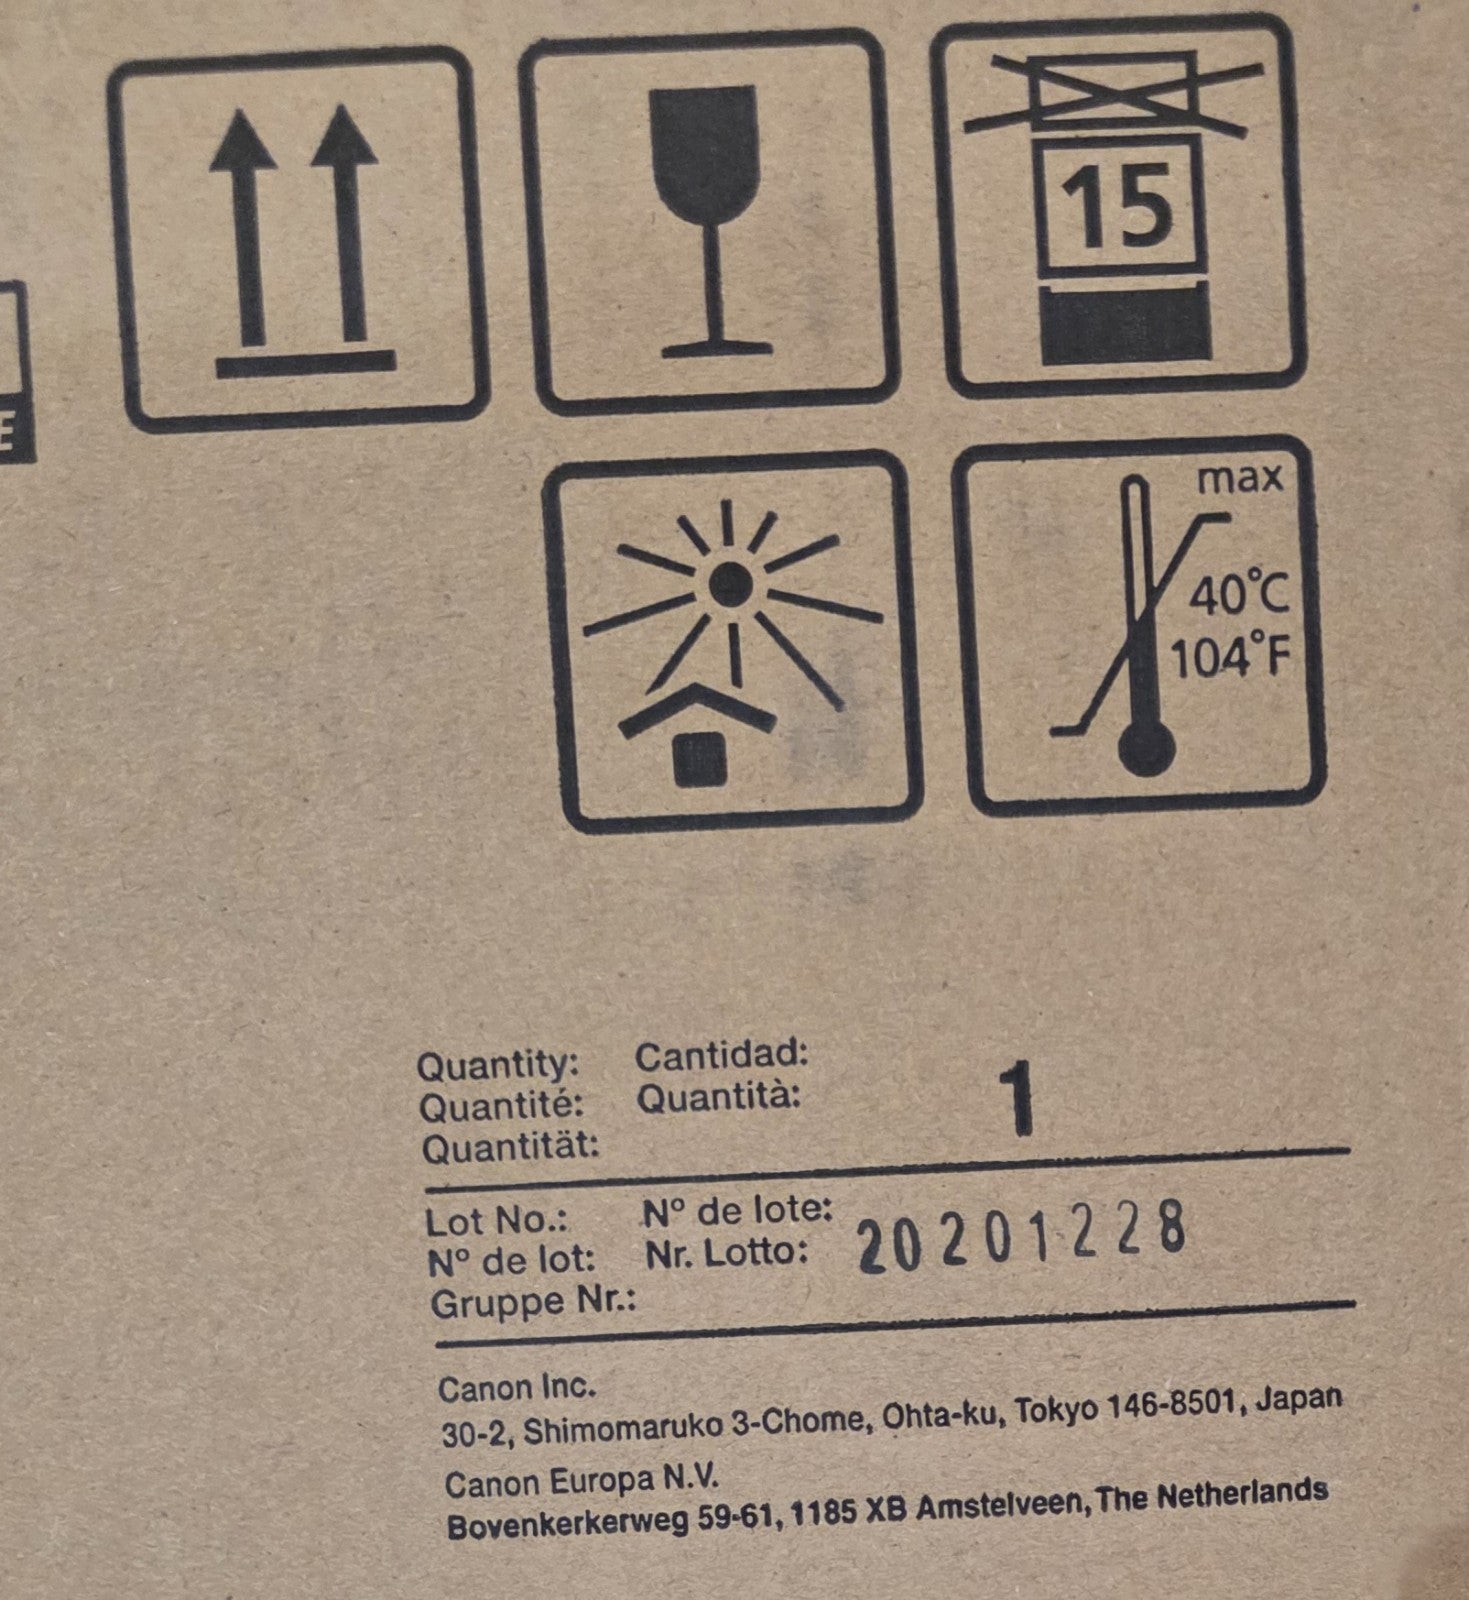 15
E
max
40°C
104°F
Quantity: Cantidad:
Quantité: Quantità: 1
Quantität:
Lot No.: Nº de lote:
Nº de lot: Nr. Lotto: 20201228
Gruppe Nr.:
Canon Inc.
30-2, Shimomaruko 3-Chome, Ohta-ku, Tokyo 146-8501, Japan
Canon Europa N.V.
Bovenkerkerweg 59-61, 1185 XB Amstelveen, The Netherlands